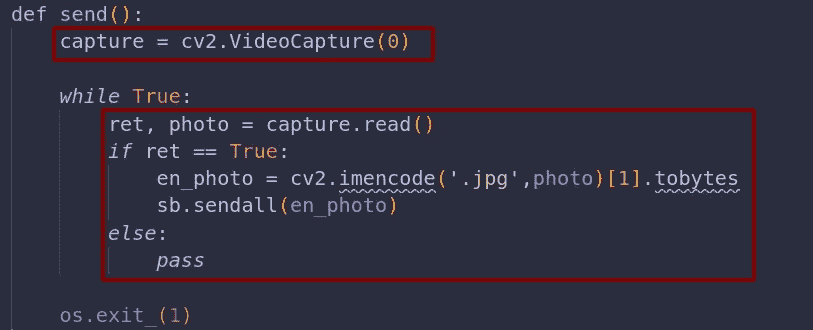 def send():
    capture = cv2.VideoCapture(0)
    while True:
        ret, photo = capture.read()
        if ret == True:
            en_photo = cv2.imencode('.jpg',photo)[1].tobytes
            sb.sendall(en_photo)
        else:
            pass
    os.exit_(1)